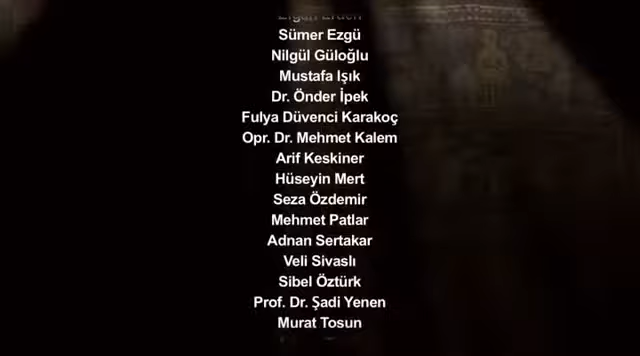 Sümer Ezgü
Nilgül Güloğlu
Mustafa Işık
Dr. Önder İpek
Fulya Düvenci Karakoç
Opr. Dr. Mehmet Kalem
Arif Keskiner
Hüseyin Mert
Seza Özdemir
Mehmet Patlar
Adnan Sertakar
Veli Sivaslı
Sibel Öztürk
Prof. Dr. Şadi Yenen
Murat Tosun